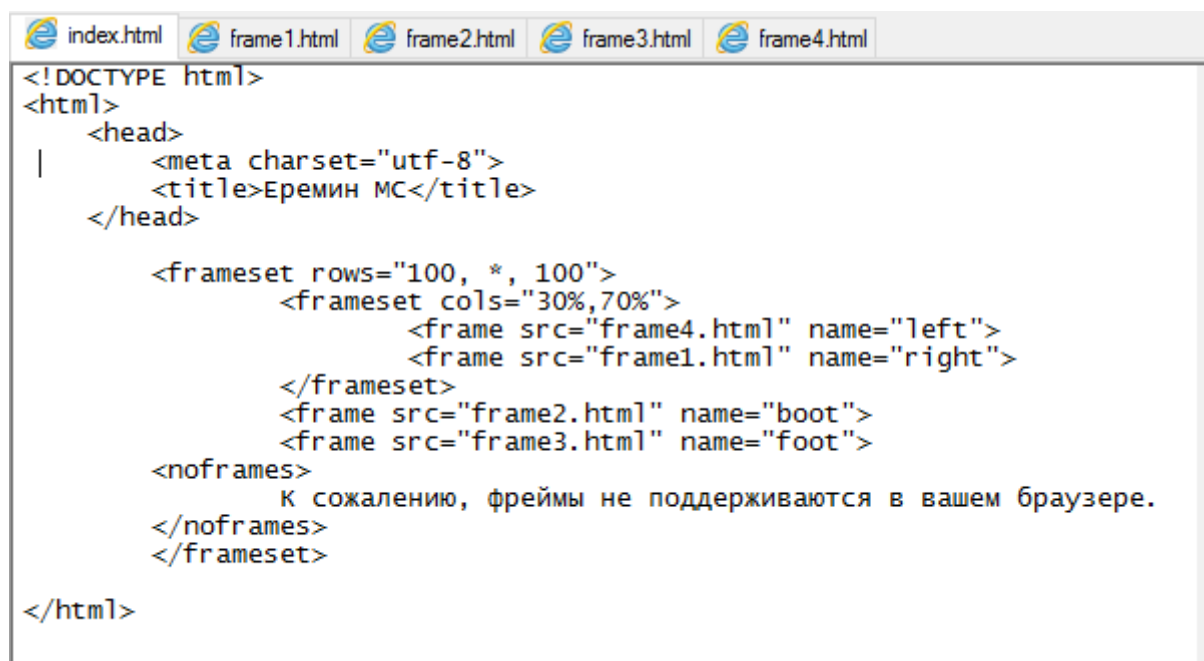 index.html frame1.html frame2.html frame3.html frame4.html
<!DOCTYPE html>
<html>
    <head>
        <meta charset="utf-8">
        <title>Еремин МС</title>
    </head>

        <frameset rows="100, *, 100">
                <frameset cols="30%,70%">
                        <frame src="frame4.html" name="left">
                        <frame src="frame1.html" name="right">
                </frameset>
                <frame src="frame2.html" name="boot">
                <frame src="frame3.html" name="foot">
        <noframes>
                К сожалению, фреймы не поддерживаются в вашем браузере.
        </noframes>
        </frameset>

</html>